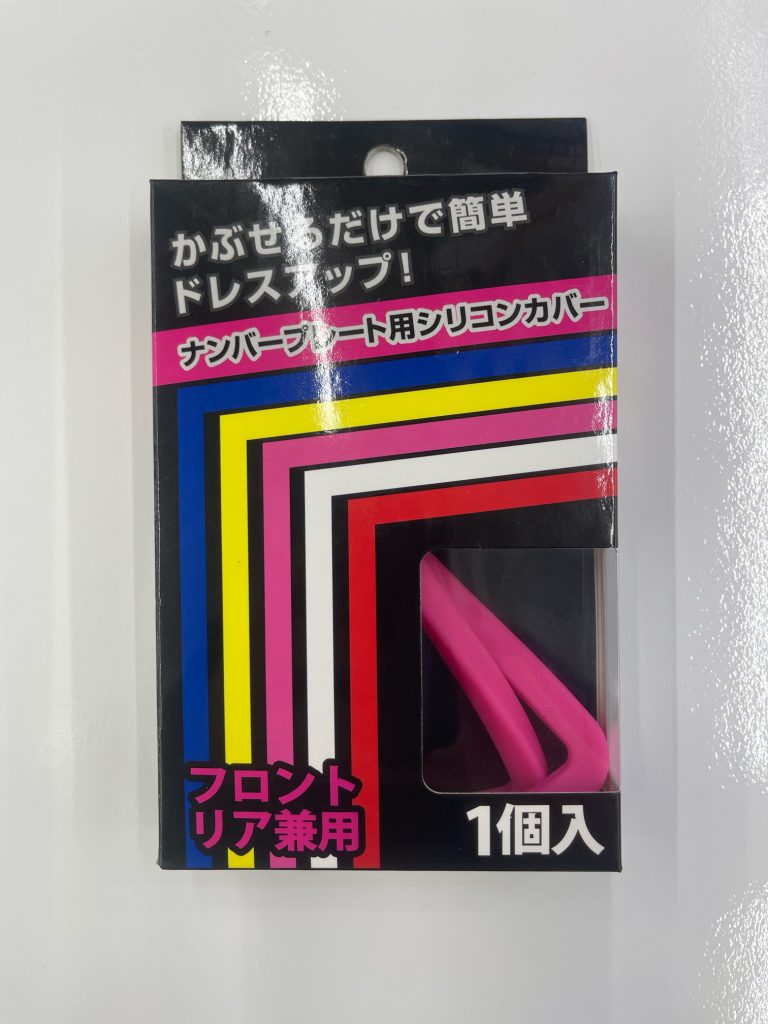 かぶせるだけで簡単
ドレスアップ!
ナンバープレート用シリコンカバー
フロント
リア兼用
1個入